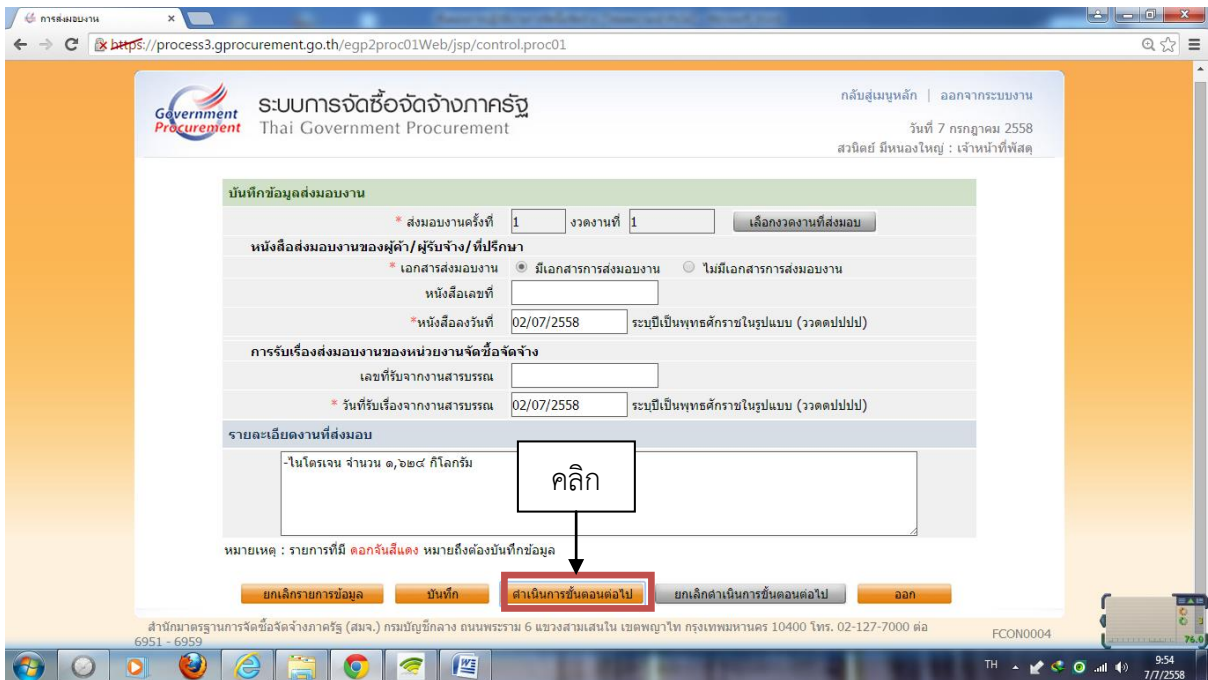 การส่งมอบงาน
https://process3.gprocurement.go.th/egp2proc01Web/jsp/control.proc01
Government Procurement
ระบบการจัดซื้อจัดจ้างภาครัฐ
Thai Government Procurement
กลับสู่เมนูหลัก | ออกจากระบบงาน
วันที่ 7 กรกฎาคม 2558
สวนิตย์ มีหนองใหญ่ : เจ้าหน้าที่พัสดุ
บันทึกข้อมูลส่งมอบงาน
* ส่งมอบงานครั้งที่ 1 งวดงานที่ 1 เลือกงวดงานที่ส่งมอบ
หนังสือส่งมอบงานของผู้ค้า/ผู้รับจ้าง/ที่ปรึกษา
* เอกสารส่งมอบงาน มีเอกสารการส่งมอบงาน ไม่มีเอกสารการส่งมอบงาน
หนังสือเลขที่
*หนังสือลงวันที่ 02/07/2558 ระบุปีเป็นพุทธศักราชในรูปแบบ (ววดดปปปป)
การรับเรื่องส่งมอบงานของหน่วยงานจัดซื้อจัดจ้าง
เลขที่รับจากงานสารบรรณ
* วันที่รับเรื่องจากงานสารบรรณ 02/07/2558 ระบุปีเป็นพุทธศักราชในรูปแบบ (ววดดปปปป)
รายละเอียดงานที่ส่งมอบ
-ไนโตรเจน จำนวน ๑,๖๒๔ กิโลกรัม
คลิก
หมายเหตุ : รายการที่มี ดอกจันสีแดง หมายถึงต้องบันทึกข้อมูล
ยกเลิกรายการข้อมูล บันทึก ดำเนินการขั้นตอนต่อไป ยกเลิกดำเนินการขั้นตอนต่อไป ออก
สำนักมาตรฐานการจัดซื้อจัดจ้างภาครัฐ (สมจ.) กรมบัญชีกลาง ถนนพระราม 6 แขวงสามเสนใน เขตพญาไท กรุงเทพมหานคร 10400 โทร. 02-127-7000 ต่อ
6951 - 6959
FCON0004
76.0
TH
9:54
7/7/2558